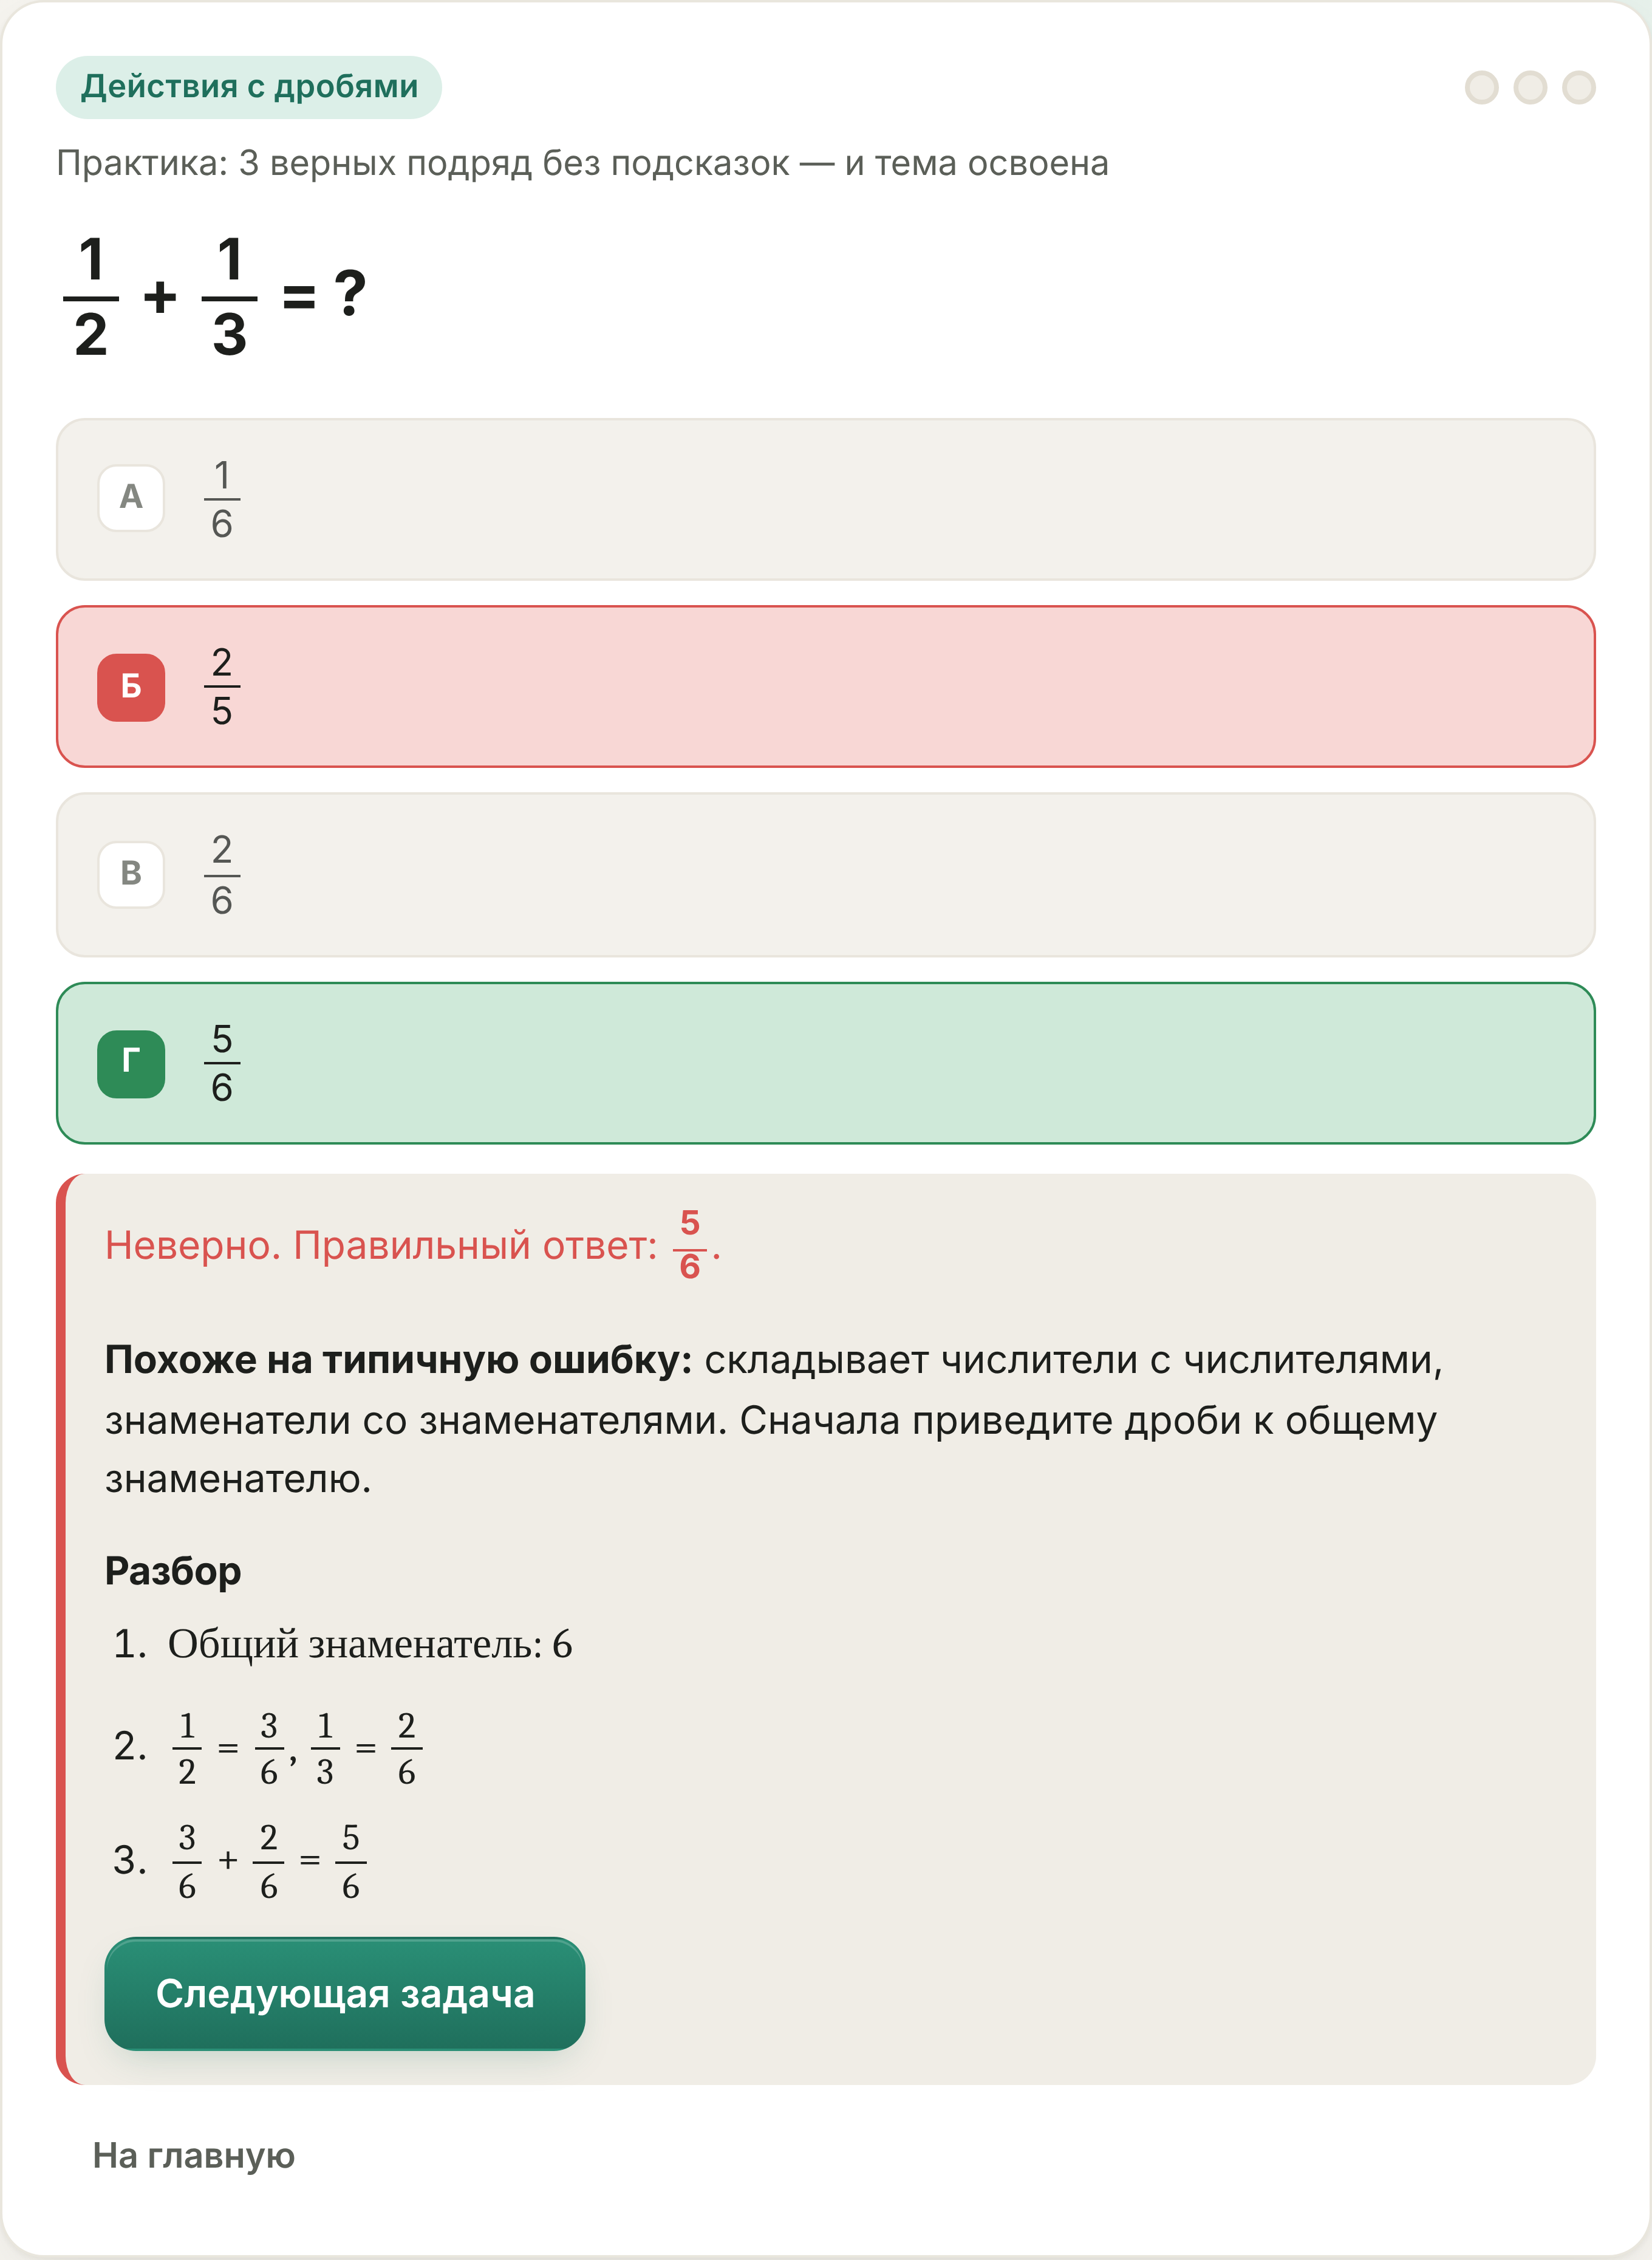 Действия с дробями
Практика: 3 верных подряд без подсказок — и тема освоена
1/2 + 1/3 = ?
А 1/6
Б 2/5
В 2/6
Г 5/6
Неверно. Правильный ответ: 5/6.
Похоже на типичную ошибку: складывает числители с числителями,
знаменатели со знаменателями. Сначала приведите дроби к общему
знаменателю.
Разбор
1. Общий знаменатель: 6
2. 1/2 = 3/6, 1/3 = 2/6
3. 3/6 + 2/6 = 5/6
Следующая задача
На главную